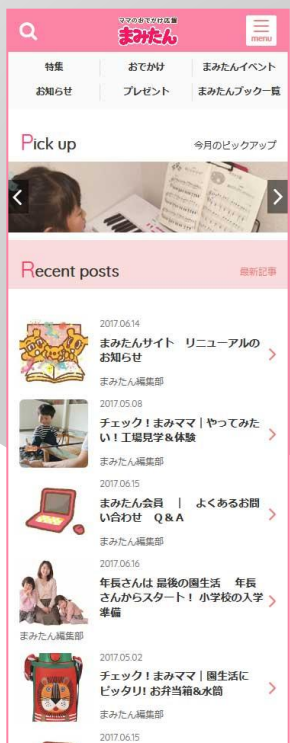 ママのおでかけ応援
まみたん
menu
特集 おでかけ まみたんイベント
お知らせ プレゼント まみたんブック一覧
Pick up 今月のピックアップ
Recent posts 最新記事
2017.06.14
まみたんサイト リニューアルの
お知らせ
まみたん編集部
2017.05.08
チェック！まみママ｜やってみた
い！工場見学&体験
まみたん編集部
2017.06.15
まみたん会員 ｜ よくあるお問
い合わせ Q&A
まみたん編集部
2017.06.16
年長さんは 最後の園生活 年長
さんからスタート！ 小学校の入学
準備
まみたん編集部
2017.05.02
チェック！まみママ｜園生活に
ピッタリ! お弁当箱&水筒
まみたん編集部
2017.06.15